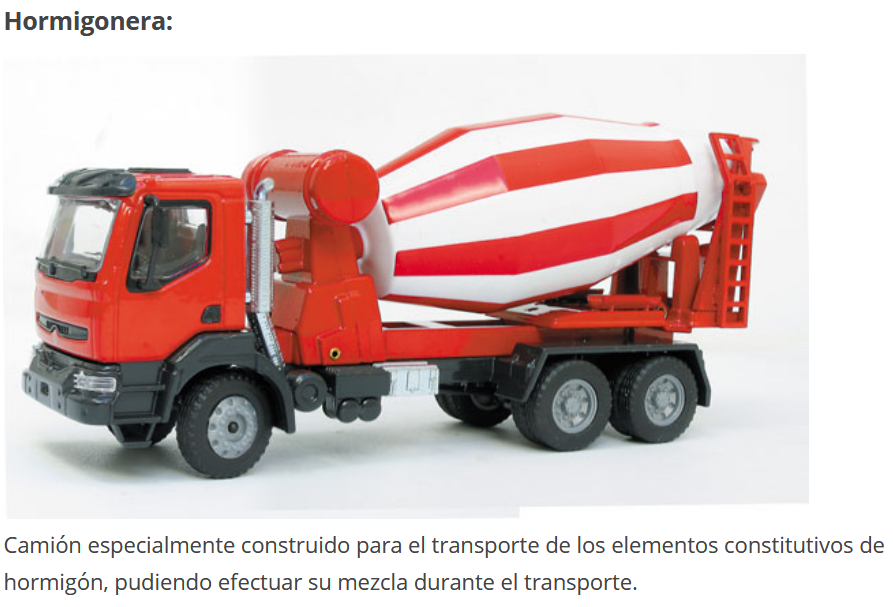 Hormigonera:
Camión especialmente construido para el transporte de los elementos constitutivos de
hormigón, pudiendo efectuar su mezcla durante el transporte.